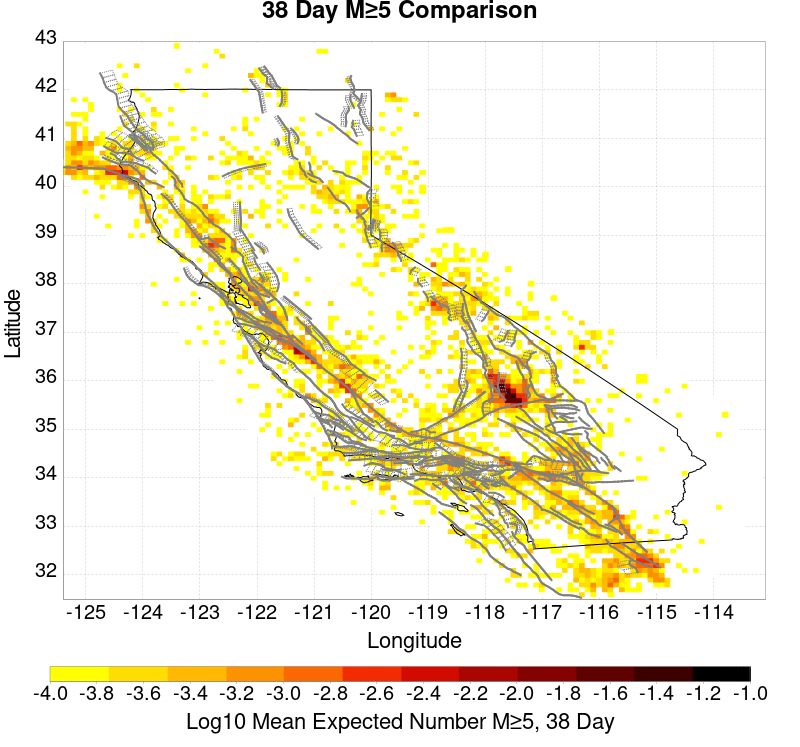 38 Day M≥5 Comparison
43
42
41
40
39
38
37
36
35
34
33
32
Latitude
-125 -124 -123 -122 -121 -120 -119 -118 -117 -116 -115 -114
Longitude
-4.0 -3.8 -3.6 -3.4 -3.2 -3.0 -2.8 -2.6 -2.4 -2.2 -2.0 -1.8 -1.6 -1.4 -1.2 -1.0
Log10 Mean Expected Number M≥5, 38 Day